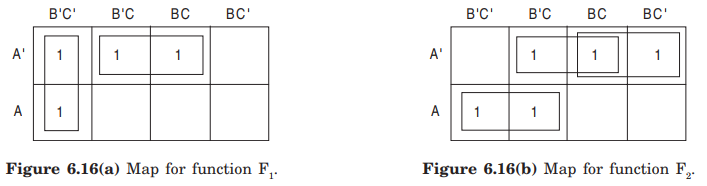 B'C' B'C BC BC'
A' 1 1 1
A 1
Figure 6.16(a) Map for function F₁.
B'C' B'C BC BC'
A' 1 1 1
A 1 1
Figure 6.16(b) Map for function F₂.